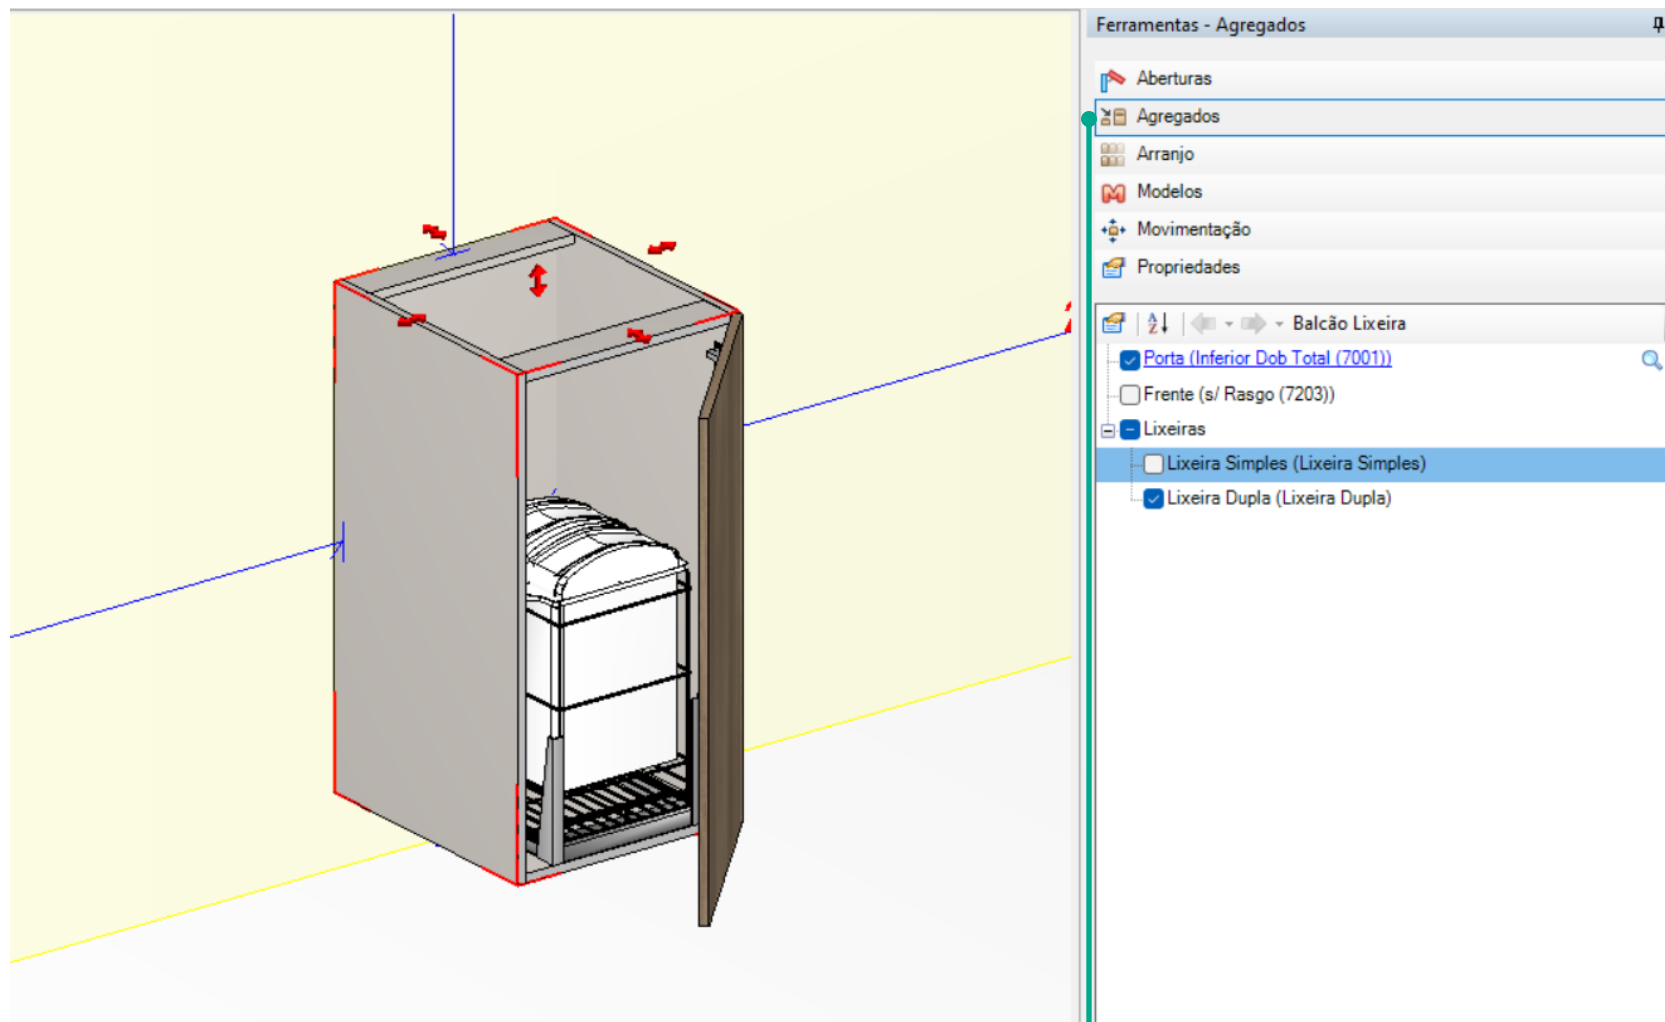 Ferramentas - Agregados
Aberturas
Agregados
Arranjo
Modelos
Movimentação
Propriedades
Balcão Lixeira
Porta (Inferior Dob Total (7001))
Frente (s/ Rasgo (7203))
Lixeiras
Lixeira Simples (Lixeira Simples)
Lixeira Dupla (Lixeira Dupla)